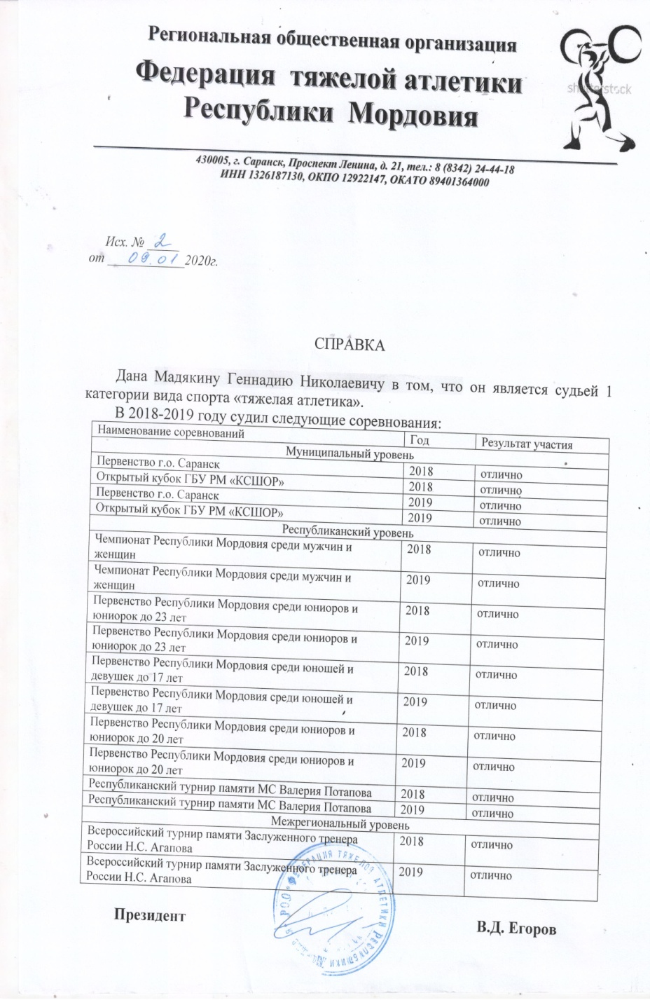 Региональная общественная организация
Федерация тяжелой атлетики
Республики Мордовия
shutterstock
430005, г. Саранск, Проспект Ленина, д. 21, тел.: 8 (8342) 24-44-18
ИНН 1326187130, ОКПО 12922147, ОКАТО 89401364000
Исх. № 2
от 09.01 2020г.
СПРАВКА
Дана Мадякину Геннадию Николаевичу в том, что он является судьей 1
категории вида спорта «тяжелая атлетика».
В 2018-2019 году судил следующие соревнования:
Наименование соревнований Год Результат участия
Муниципальный уровень
Первенство г.о. Саранск 2018 отлично
Открытый кубок ГБУ РМ «КСШОР» 2018 отлично
Первенство г.о. Саранск 2019 отлично
Открытый кубок ГБУ РМ «КСШОР» 2019 отлично
Республиканский уровень
Чемпионат Республики Мордовия среди мужчин и 2018 отлично
женщин
Чемпионат Республики Мордовия среди мужчин и 2019 отлично
женщин
Первенство Республики Мордовия среди юниоров и 2018 отлично
юниорок до 23 лет
Первенство Республики Мордовия среди юниоров и 2019 отлично
юниорок до 23 лет
Первенство Республики Мордовия среди юношей и 2018 отлично
девушек до 17 лет
Первенство Республики Мордовия среди юношей и 2019 отлично
девушек до 17 лет
Первенство Республики Мордовия среди юниоров и 2018 отлично
юниорок до 20 лет
Первенство Республики Мордовия среди юниоров и 2019 отлично
юниорок до 20 лет
Республиканский турнир памяти МС Валерия Потапова 2018 отлично
Республиканский турнир памяти МС Валерия Потапова 2019 отлично
Межрегиональный уровень
Всероссийский турнир памяти Заслуженного тренера 2018 отлично
России Н.С. Агапова
Всероссийский турнир памяти Заслуженного тренера 2019 отлично
России Н.С. Агапова
РОО "ФЕДЕРАЦИЯ ТЯЖЕЛОЙ АТЛЕТИКИ РЕСПУБЛИКИ
Президент В.Д. Егоров